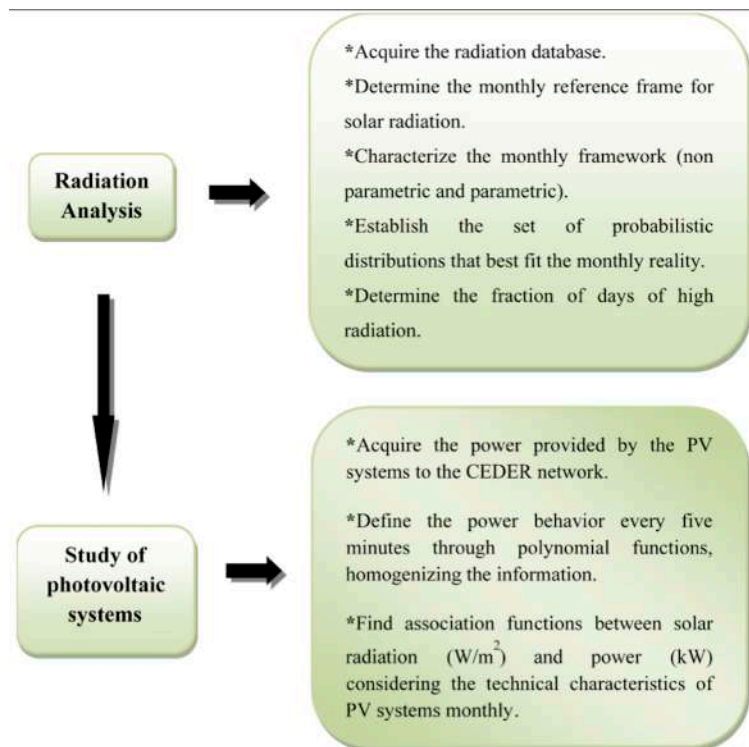 *Acquire the radiation database.
*Determine the monthly reference frame for
solar radiation.
*Characterize the monthly framework (non
parametric and parametric).
*Establish the set of probabilistic
distributions that best fit the monthly reality.
*Determine the fraction of days of high
radiation.
Radiation
Analysis
*Acquire the power provided by the PV
systems to the CEDER network.
*Define the power behavior every five
minutes through polynomial functions,
homogenizing the information.
*Find association functions between solar
radiation (W/m²) and power (kW)
considering the technical characteristics of
PV systems monthly.
Study of
photovoltaic
systems